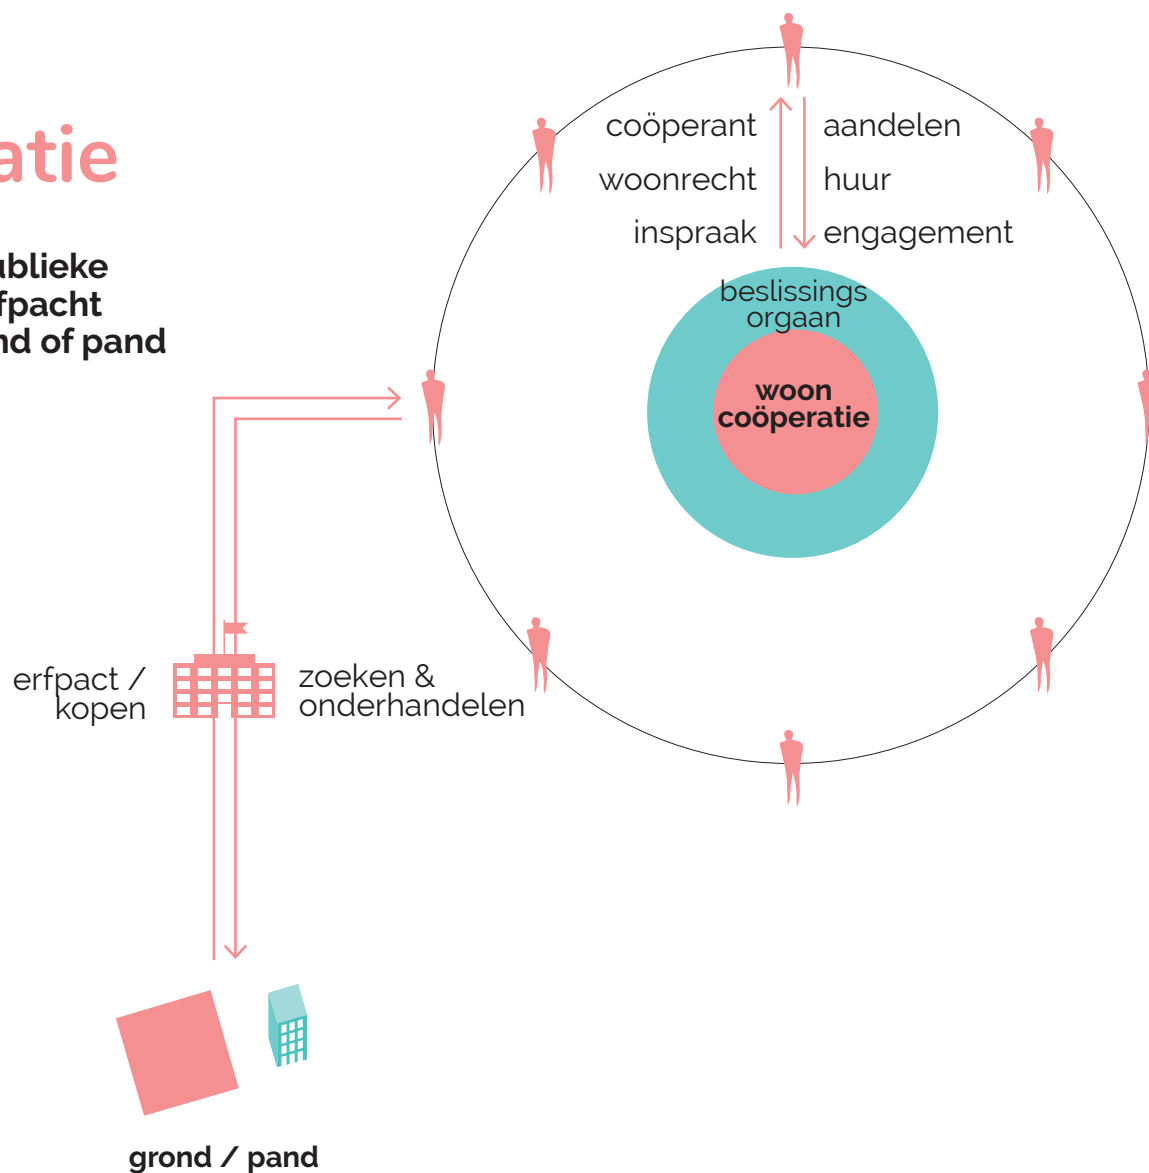 atie
ublieke
fpacht
nd of pand
coöperant
woonrecht
inspraak
aandelen
huur
engagement
beslissings
orgaan
woon
coöperatie
erfpact /
kopen
zoeken &
onderhandelen
grond / pand